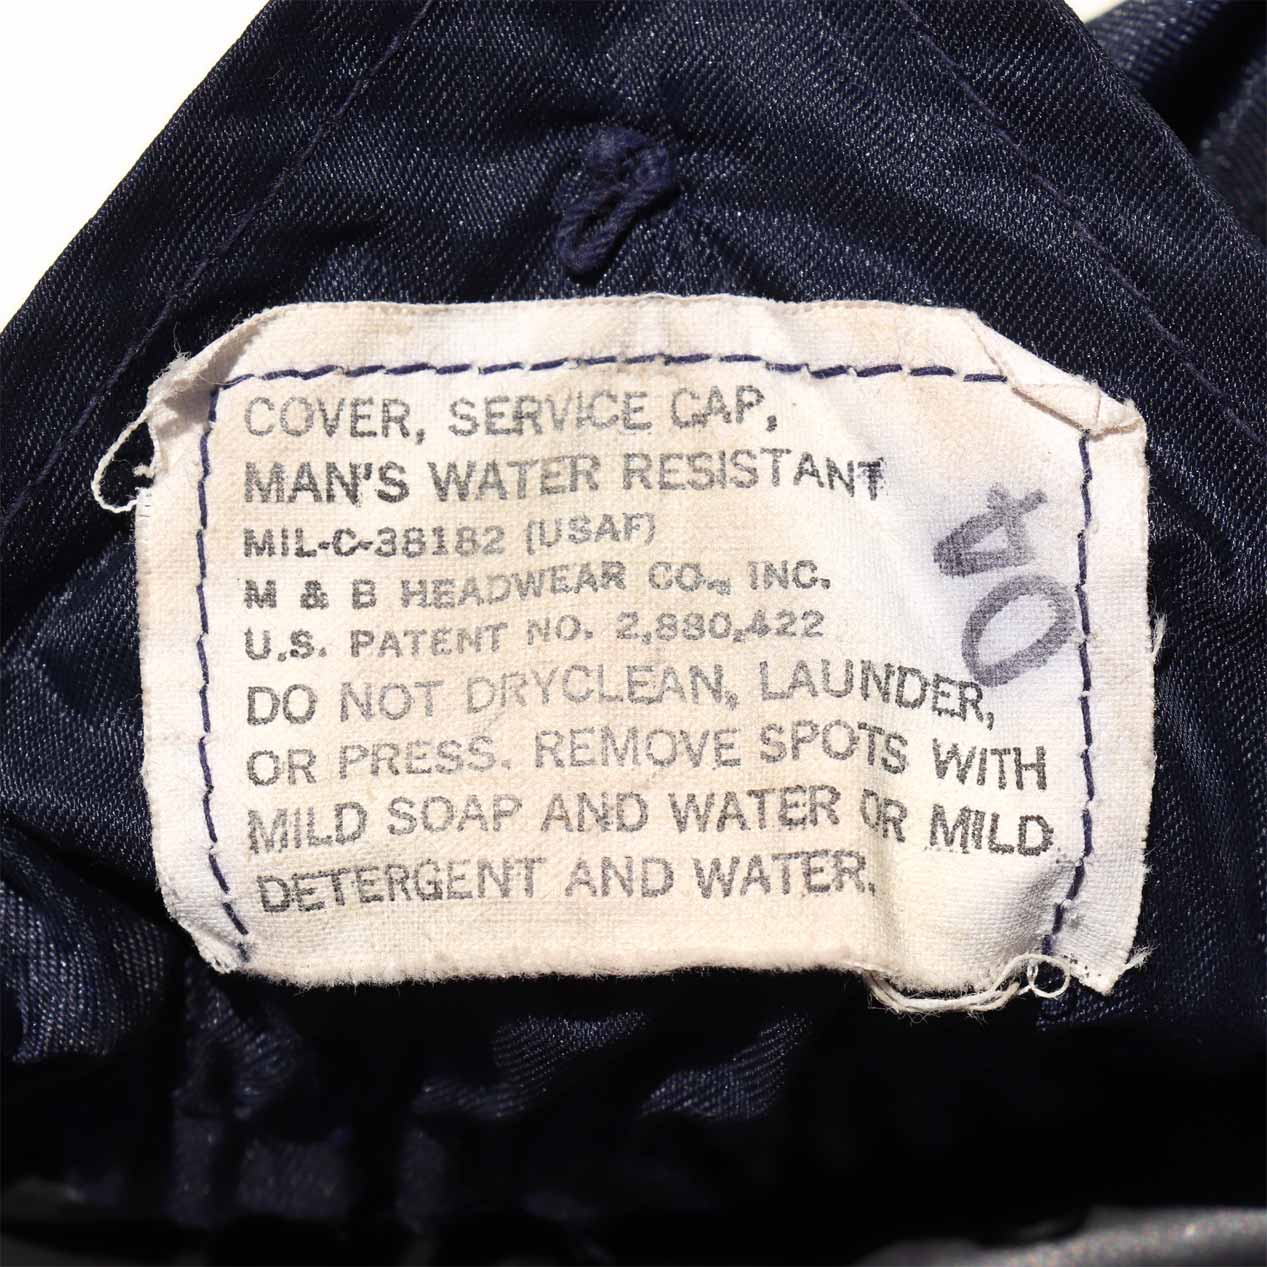 COVER, SERVICE CAP,
MAN'S WATER RESISTANT
MIL-C-38182 (USAF)
M & B HEADWEAR CO., INC.
U.S. PATENT NO. 2,880,422
DO NOT DRYCLEAN, LAUNDER,
OR PRESS. REMOVE SPOTS WITH
MILD SOAP AND WATER OR MILD
DETERGENT AND WATER.